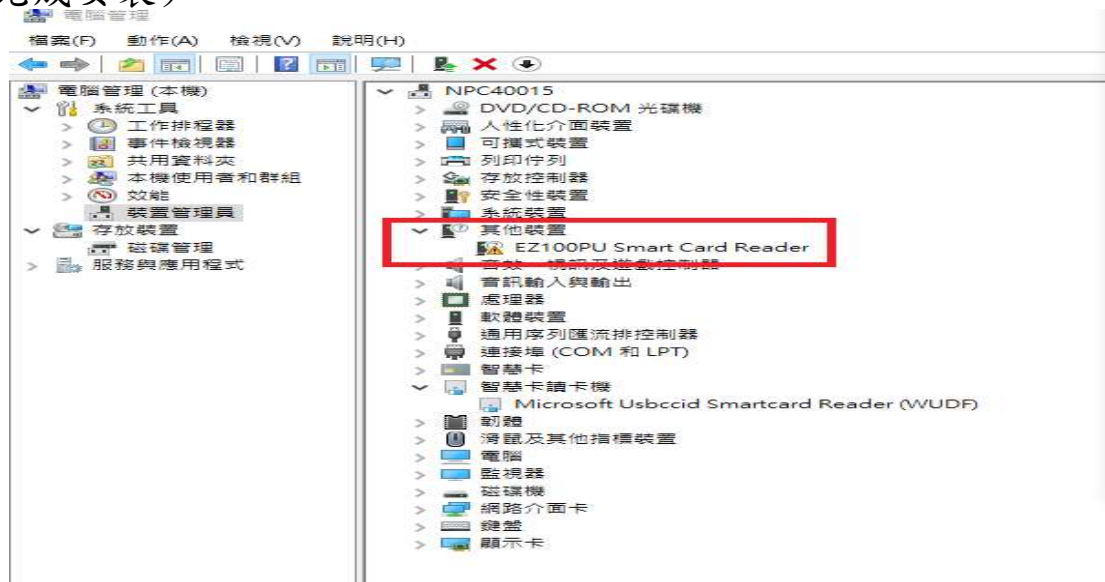 完成安裝)
電腦管理
檔案(F) 動作(A) 檢視(V) 說明(H)
電腦管理 (本機)
系統工具
工作排程器
事件檢視器
共用資料夾
本機使用者和群組
效能
裝置管理員
存放裝置
磁碟管理
服務與應用程式
NPC40015
DVD/CD-ROM 光碟機
人性化介面裝置
可攜式裝置
列印佇列
存放控制器
安全性裝置
系統裝置
其他裝置
EZ100PU Smart Card Reader
音效、視訊及遊戲控制器
音訊輸入與輸出
處理器
軟體裝置
通用序列匯流排控制器
連接埠 (COM 和 LPT)
智慧卡
智慧卡讀卡機
Microsoft Usbccid Smartcard Reader (WUDF)
韌體
滑鼠及其他指標裝置
電腦
監視器
磁碟機
網路介面卡
鍵盤
顯示卡